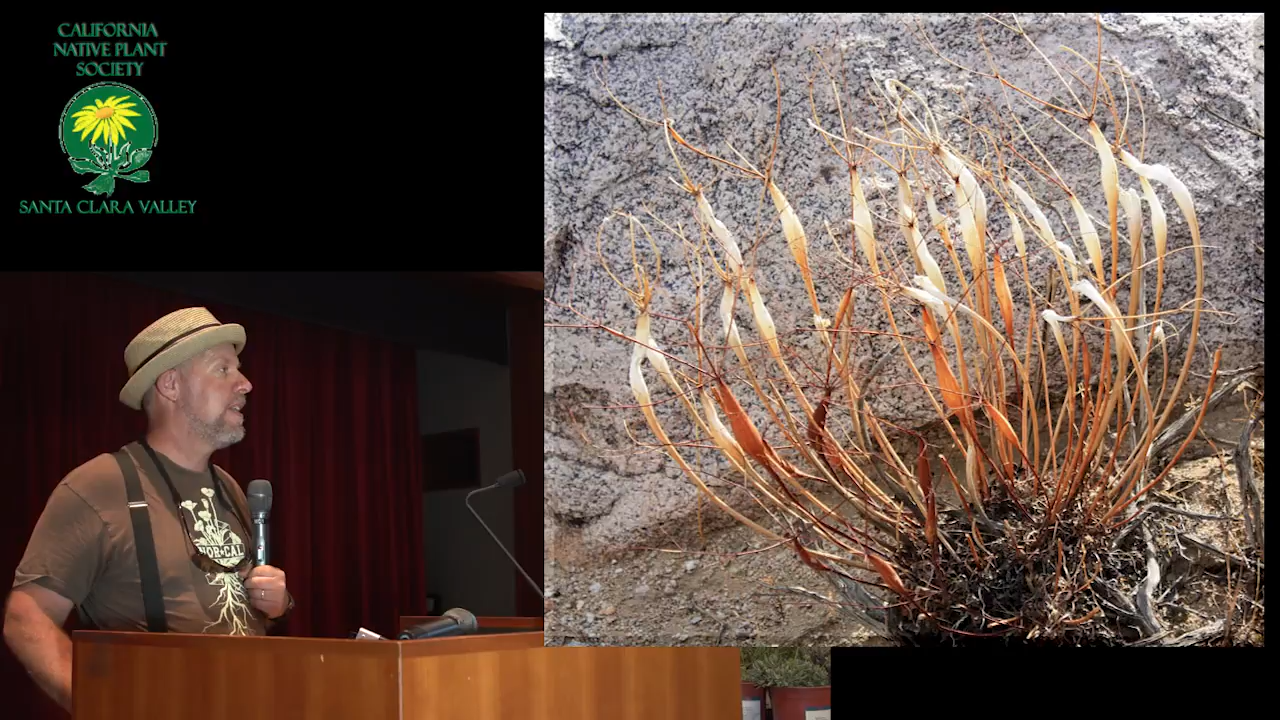 CALIFORNIA
NATIVE PLANT
SOCIETY
SANTA CLARA VALLEY
NOR★CAL